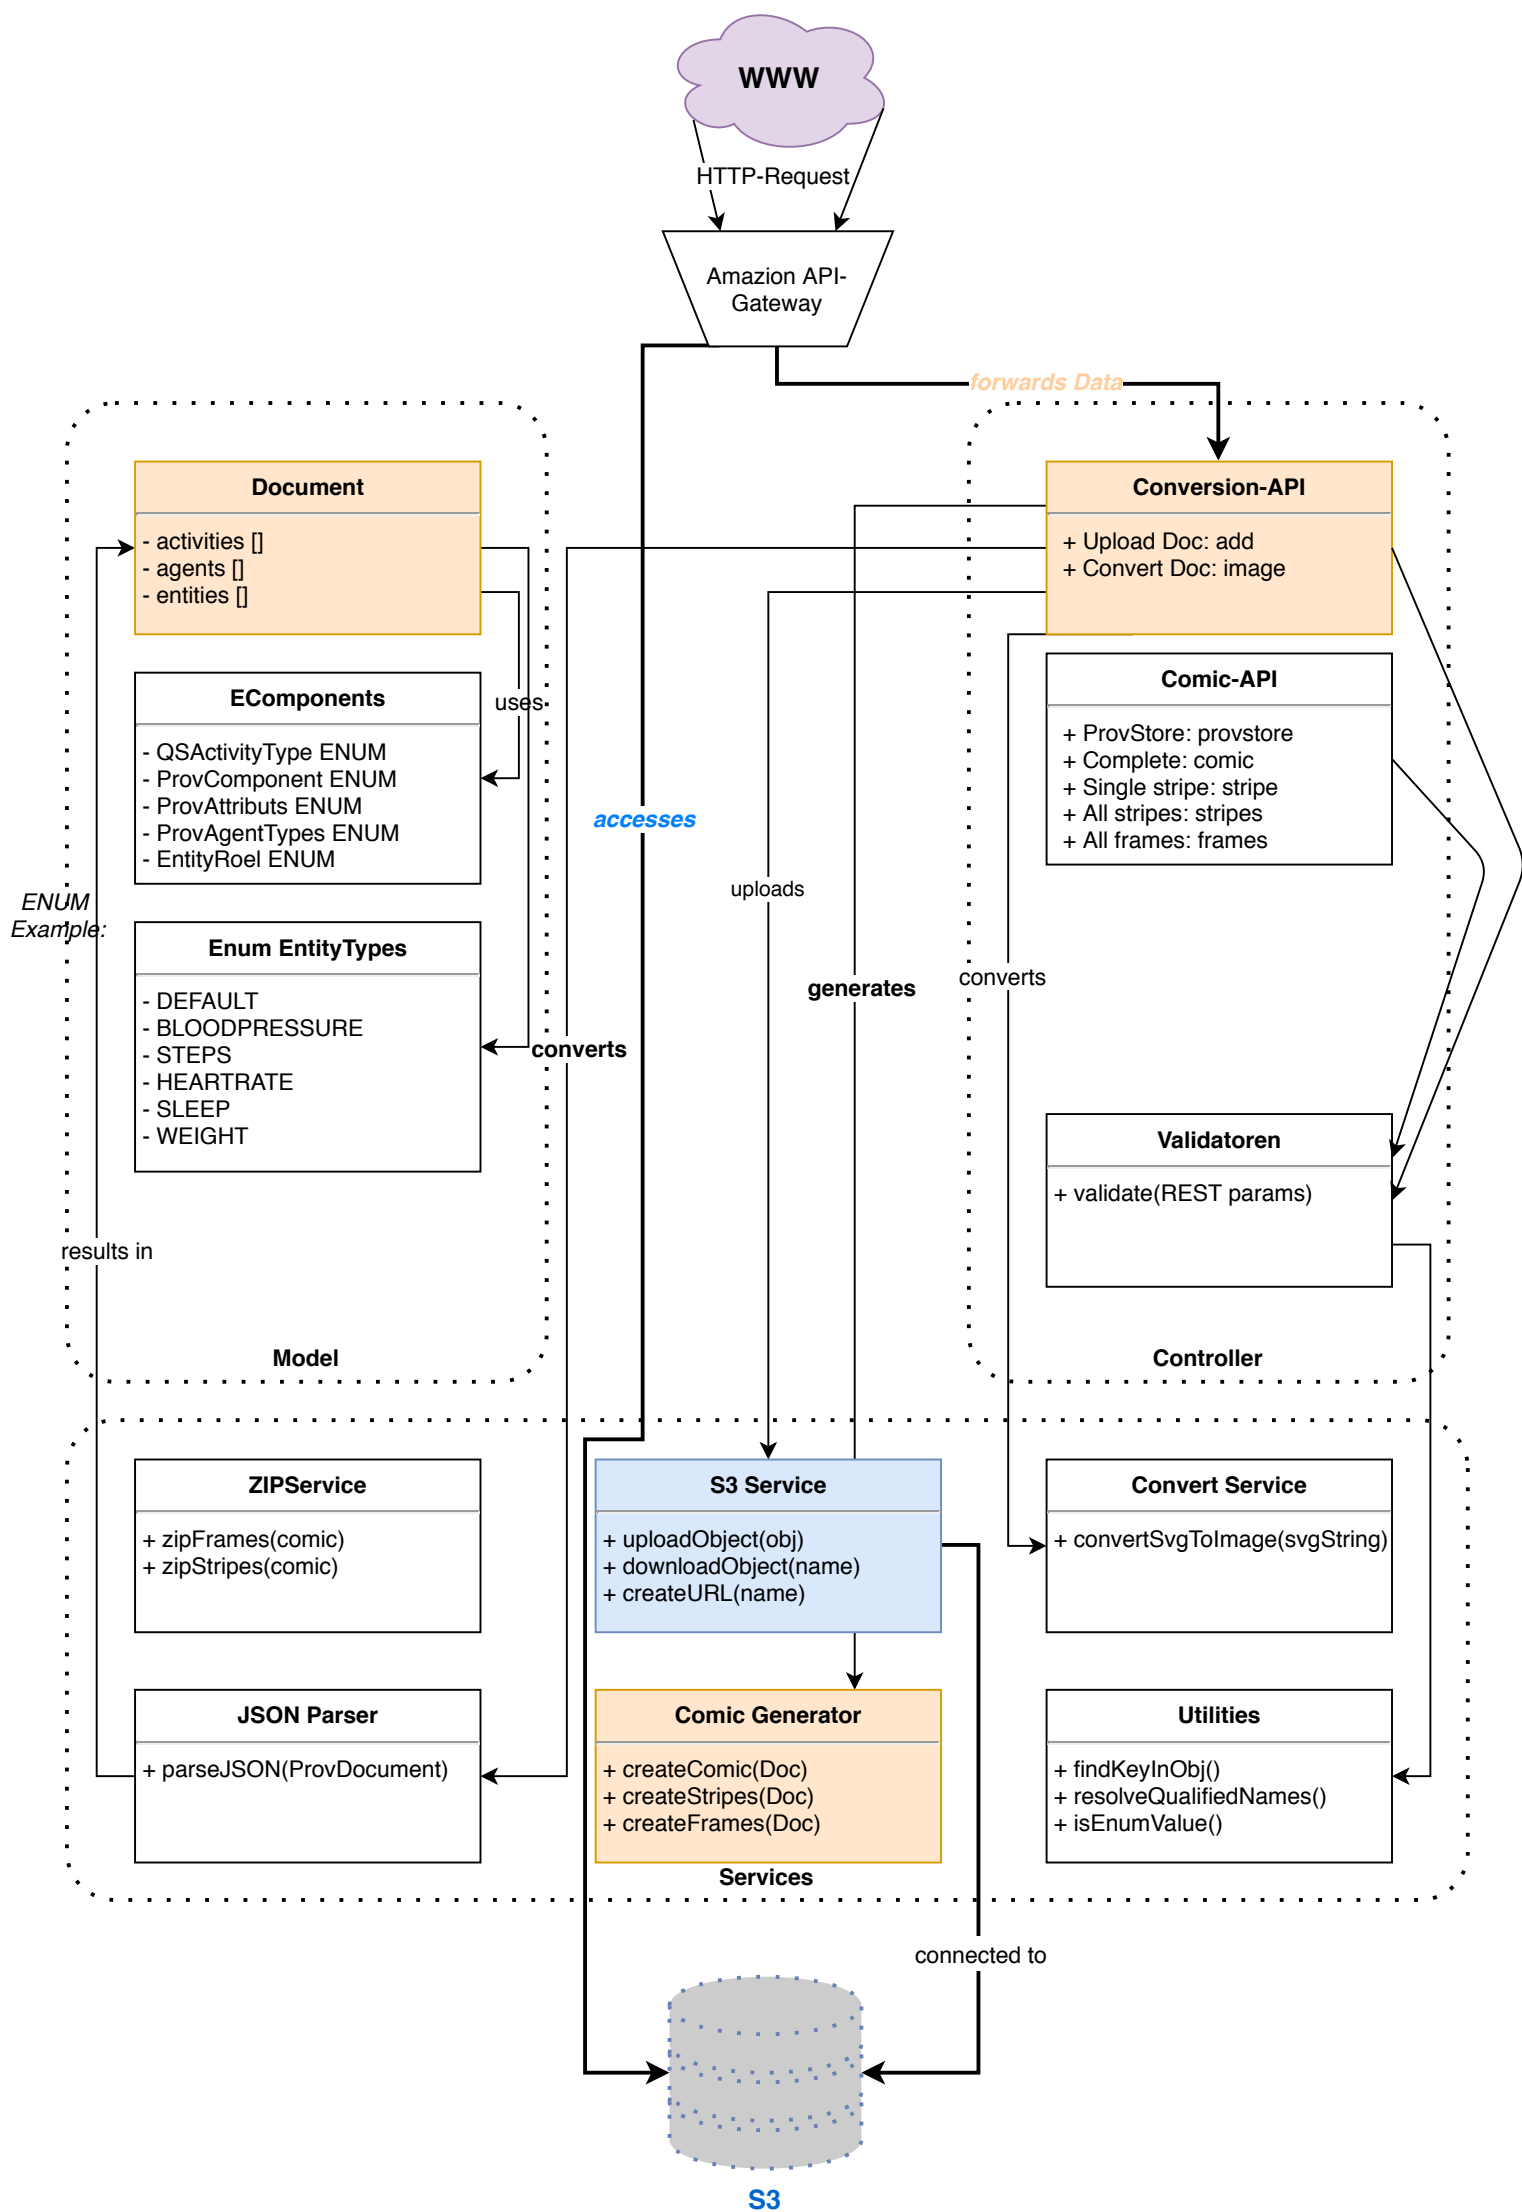 WWW
HTTP-Request
Amazion API-
Gateway
forwards Data
Document
- activities []
- agents []
- entities []
Conversion-API
+ Upload Doc: add
+ Convert Doc: image
EComponents
- QSActivityType ENUM
- ProvComponent ENUM
- ProvAttributs ENUM
- ProvAgentTypes ENUM
- EntityRoel ENUM
uses
accesses
uploads
Comic-API
+ ProvStore: provstore
+ Complete: comic
+ Single stripe: stripe
+ All stripes: stripes
+ All frames: frames
ENUM
Example:
Enum EntityTypes
- DEFAULT
- BLOODPRESSURE
- STEPS
- HEARTRATE
- SLEEP
- WEIGHT
converts
generates
converts
Validatoren
+ validate(REST params)
results in
Model
Controller
ZIPService
+ zipFrames(comic)
+ zipStripes(comic)
S3 Service
+ uploadObject(obj)
+ downloadObject(name)
+ createURL(name)
Convert Service
+ convertSvgToImage(svgString)
JSON Parser
+ parseJSON(ProvDocument)
Comic Generator
+ createComic(Doc)
+ createStripes(Doc)
+ createFrames(Doc)
Utilities
+ findKeyInObj()
+ resolveQualifiedNames()
+ isEnumValue()
Services
connected to
S3